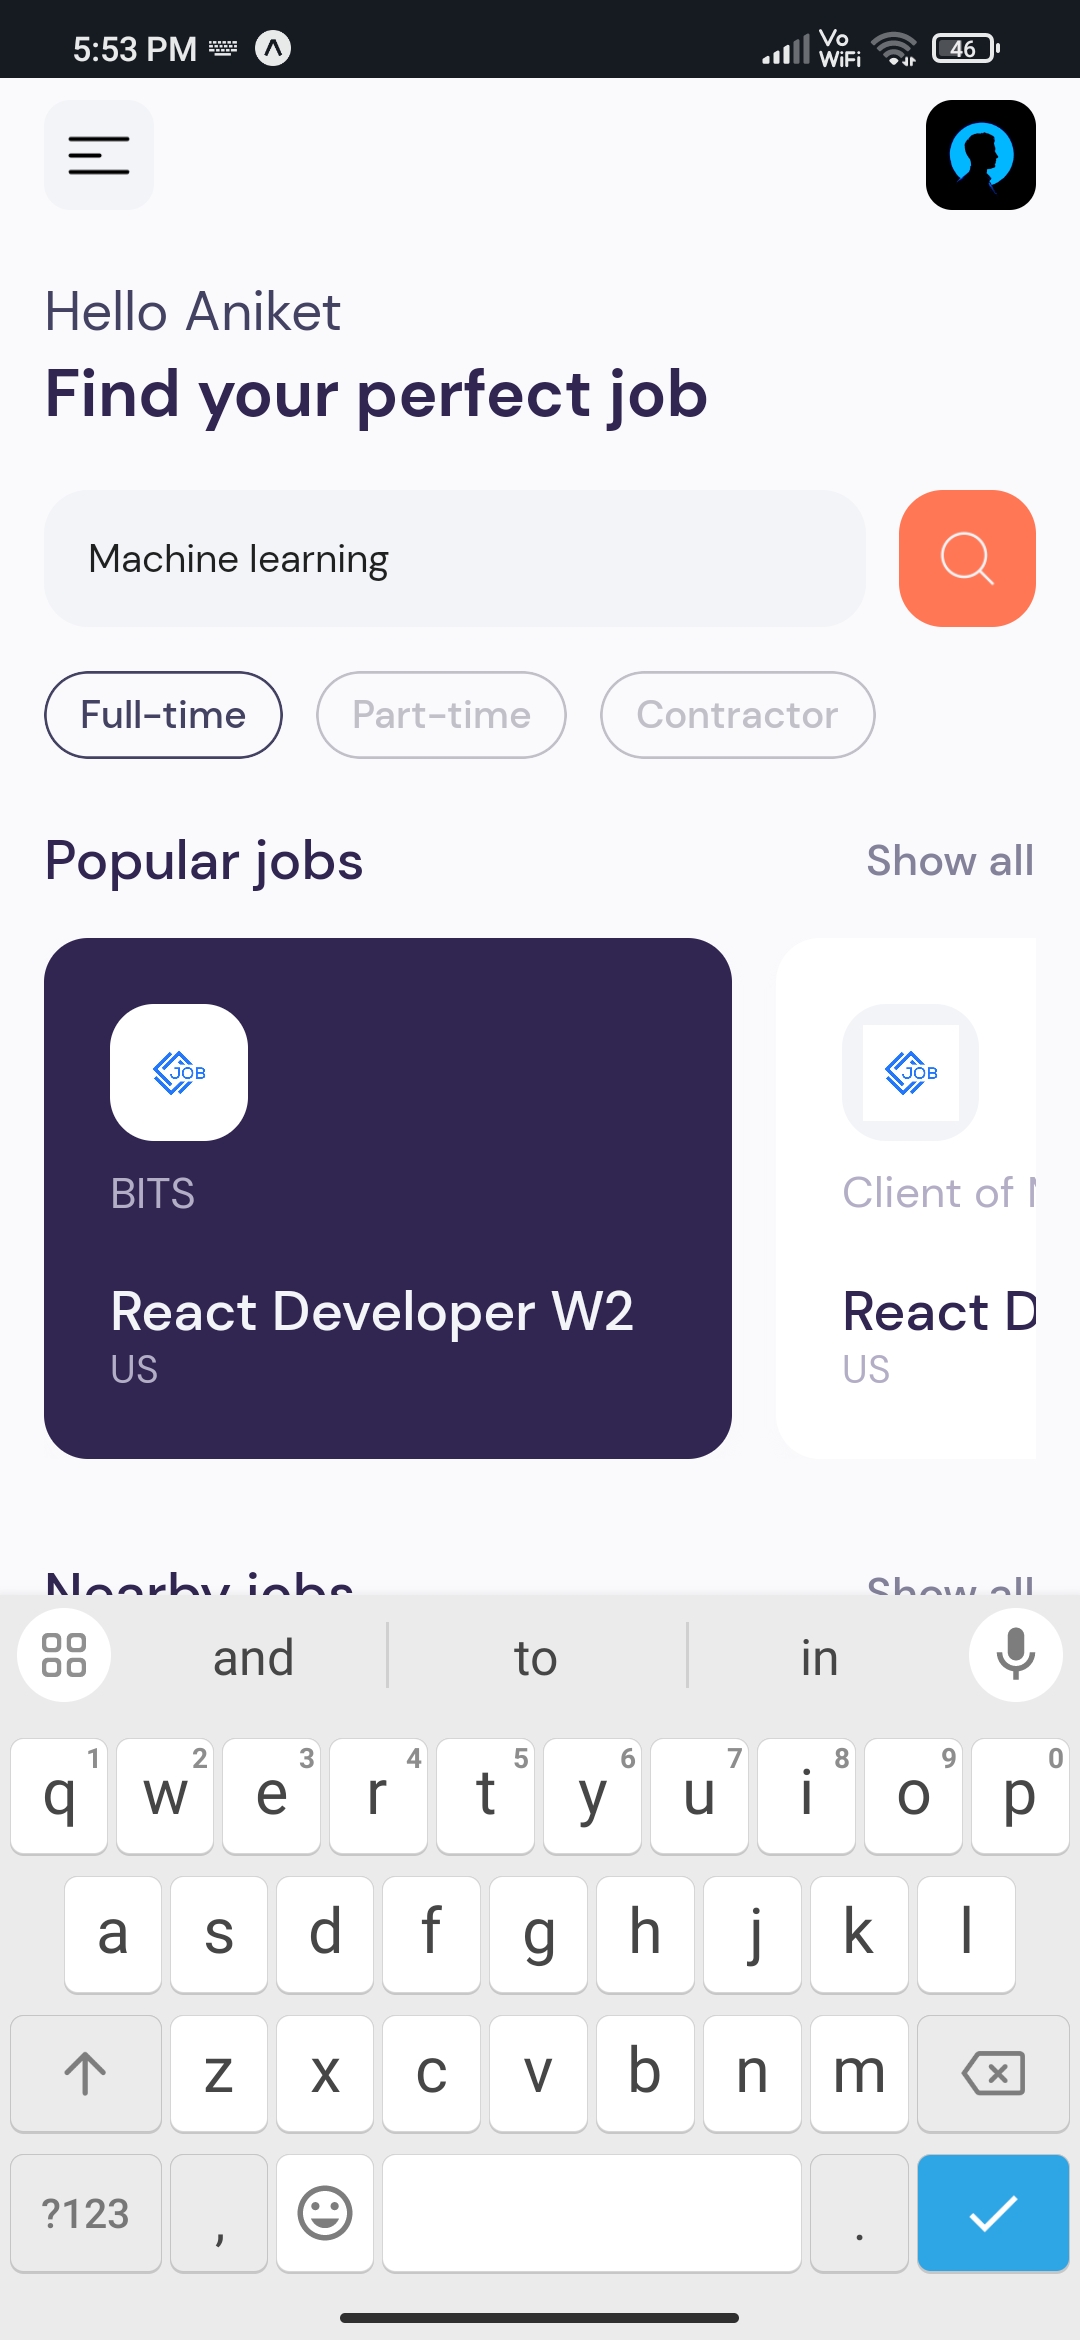 5:53 PM
Vo
WiFi
46
Hello Aniket
Find your perfect job
Machine learning
Full-time Part-time Contractor
Popular jobs Show all
JOB JOB
BITS Client of
React Developer W2 React D
US US
Nearby jobs Show all
and to in
q 1 w 2 e 3 r 4 t 5 y 6 u 7 i 8 o 9 p 0
a s d f g h j k l
z x c v b n m
?123 , .